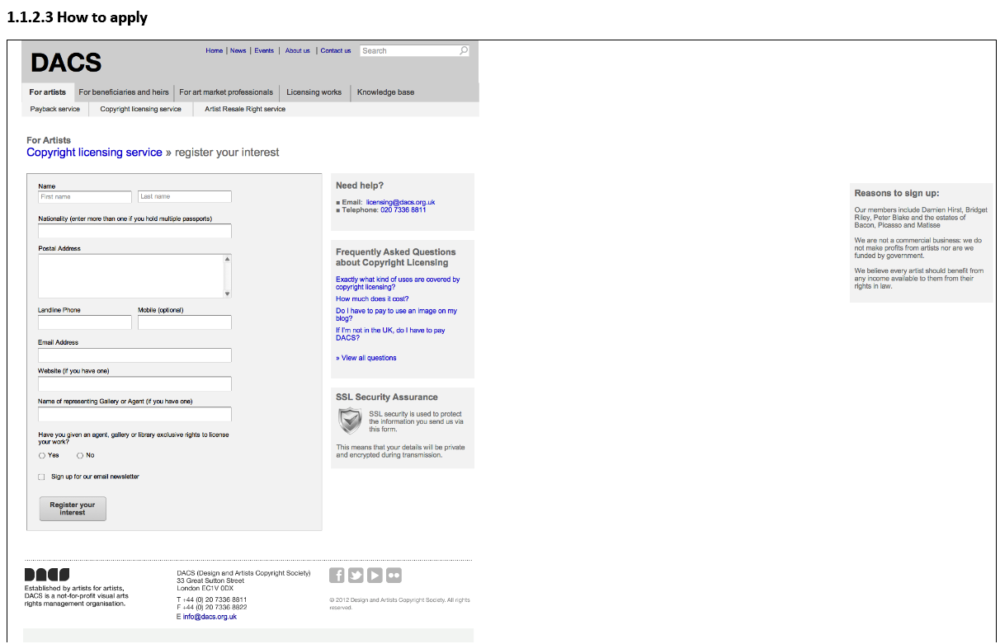 1.1.2.3 How to apply
DACS
Home | News | Events | About us | Contact us
Search
For artists
For beneficiaries and heirs
For art market professionals
Licensing works
Knowledge base
Payback service
Copyright licensing service
Artist Resale Right service
For Artists
Copyright licensing service » register your interest
Name
First name
Last name
Nationality (enter more than one if you hold multiple passports)
Postal Address
Landline Phone
Mobile (optional)
Email Address
Website (if you have one)
Name of representing Gallery or Agent (if you have one)
Have you given an agent, gallery or library exclusive rights to license
your work?
Yes
No
Sign up for our email newsletter
Register your
interest
Need help?
Email: licensing@dacs.org.uk
Telephone: 020 7336 8811
Frequently Asked Questions
about Copyright Licensing
Exactly what kind of uses are covered by
copyright licensing?
How much does it cost?
Do I have to pay to use an image on my
blog?
If I'm not in the UK, do I have to pay
DACS?
» View all questions
SSL Security Assurance
SSL security is used to protect
the information you send us via
this form.
This means that your details will be private
and encrypted during transmission.
Reasons to sign up:
Our members include Damien Hirst, Bridget
Riley, Peter Blake and the estates of
Bacon, Picasso and Matisse
We are not a commercial business: we do
not make profits from artists nor are we
funded by government.
We believe every artist should benefit from
any income available to them from their
rights in law.
DACS
Established by artists for artists,
DACS is a not-for-profit visual arts
rights management organisation.
DACS (Design and Artists Copyright Society)
33 Great Sutton Street
London EC1V 0DX
T +44 (0) 20 7336 8811
F +44 (0) 20 7336 8822
E info@dacs.org.uk
© 2012 Design and Artists Copyright Society. All rights
reserved.